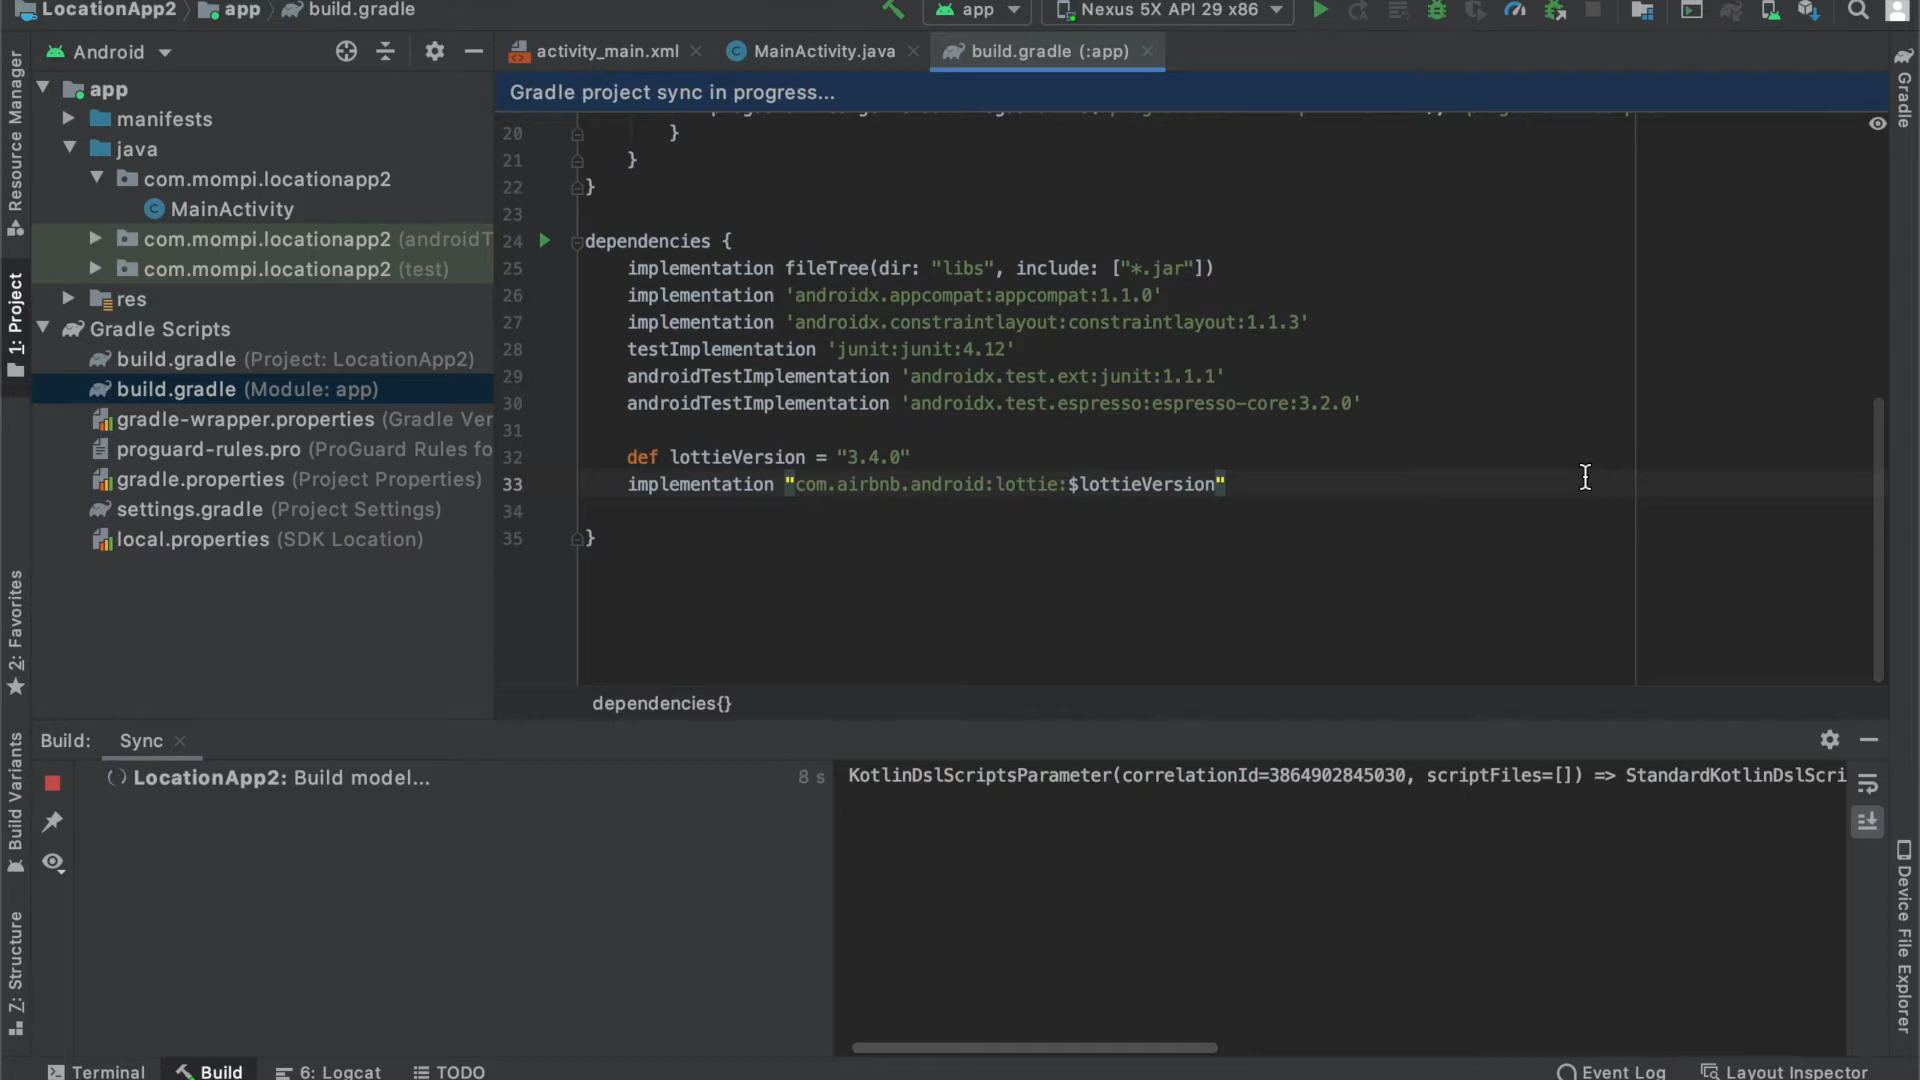 LocationApp2 > app > build.gradle
app
Nexus 5X API 29 x86
Android
activity_main.xml
MainActivity.java
build.gradle (:app)
Gradle project sync in progress...
app
manifests
java
com.mompi.locationapp2
MainActivity
com.mompi.locationapp2 (androidT
com.mompi.locationapp2 (test)
res
Gradle Scripts
build.gradle (Project: LocationApp2)
build.gradle (Module: app)
gradle-wrapper.properties (Gradle Ver
proguard-rules.pro (ProGuard Rules fo
gradle.properties (Project Properties)
settings.gradle (Project Settings)
local.properties (SDK Location)
20 }
21 }
22 }
23
24 dependencies {
25 implementation fileTree(dir: "libs", include: ["*.jar"])
26 implementation 'androidx.appcompat:appcompat:1.1.0'
27 implementation 'androidx.constraintlayout:constraintlayout:1.1.3'
28 testImplementation 'junit:junit:4.12'
29 androidTestImplementation 'androidx.test.ext:junit:1.1.1'
30 androidTestImplementation 'androidx.test.espresso:espresso-core:3.2.0'
31
32 def lottieVersion = "3.4.0"
33 implementation "com.airbnb.android:lottie:$lottieVersion"
34
35 }
dependencies{}
Resource Manager
1: Project
2: Favorites
Build Variants
Z: Structure
Gradle
Device File Explorer
Build: Sync
LocationApp2: Build model... 8 s
KotlinDslScriptsParameter(correlationId=3864902845030, scriptFiles=[]) => StandardKotlinDslScri
Terminal
Build
6: Logcat
TODO
Event Log
Layout Inspector